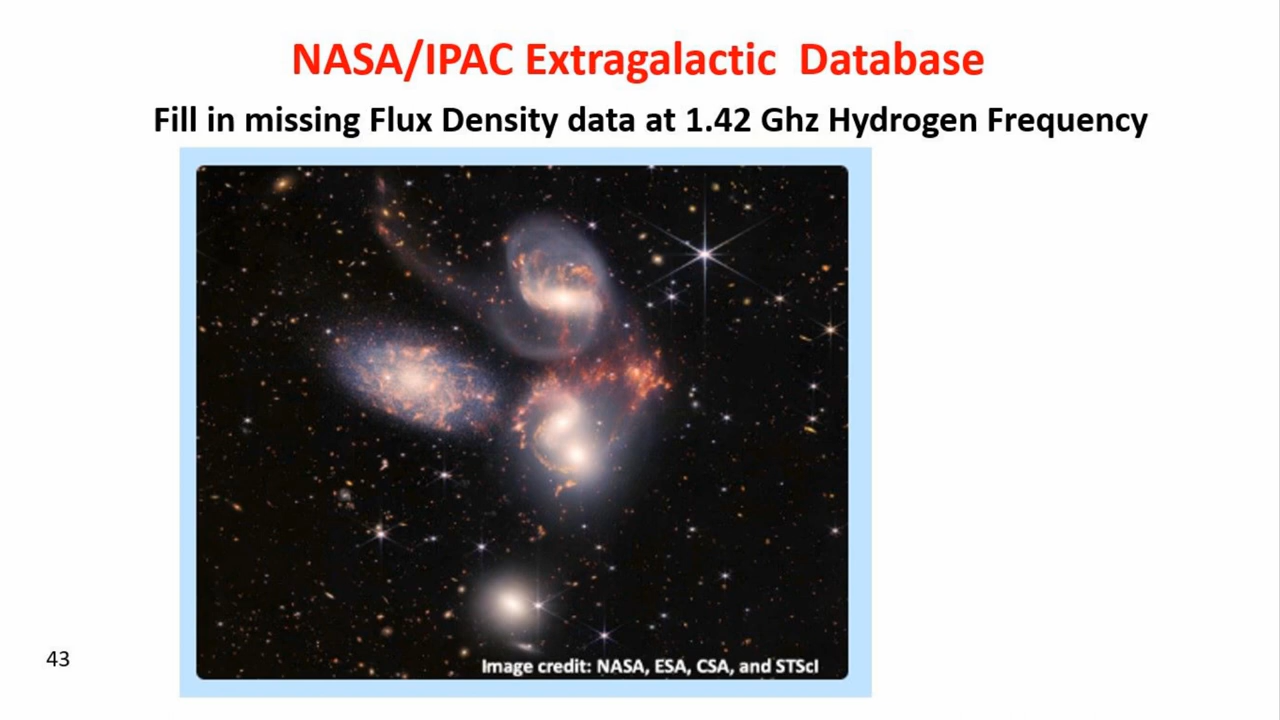 NASA/IPAC Extragalactic  Database
Fill in missing Flux Density data at 1.42 Ghz Hydrogen Frequency
Image credit: NASA, ESA, CSA, and STScI
43